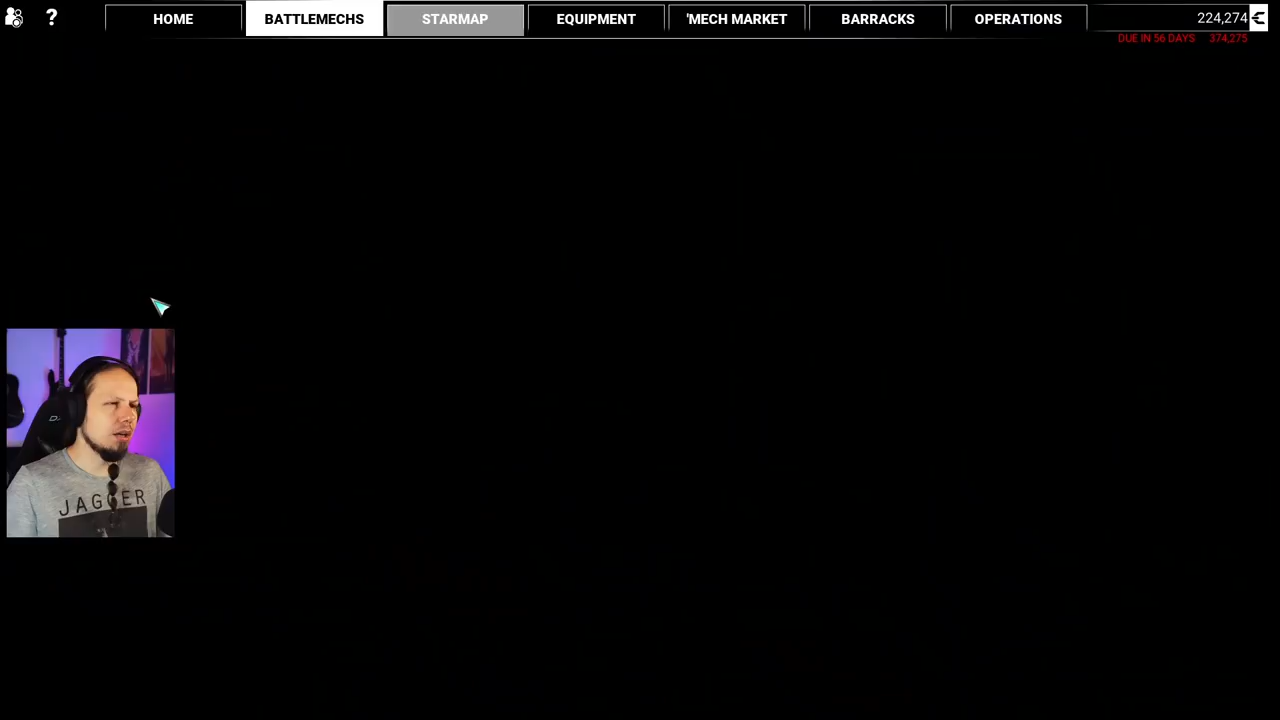 ?
HOME
BATTLEMECHS
STARMAP
EQUIPMENT
'MECH MARKET
BARRACKS
OPERATIONS
224,274
DUE IN 56 DAYS 374,275
JAGGER